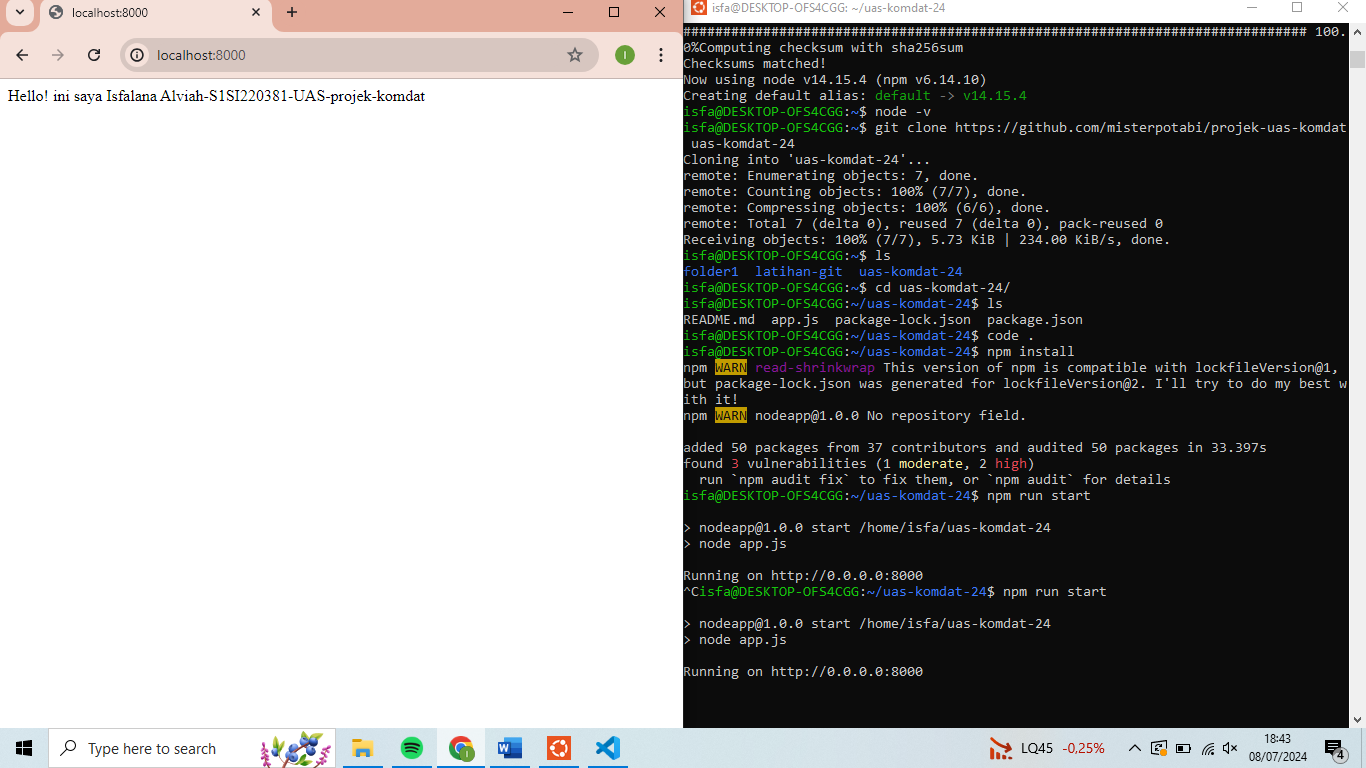 localhost:8000
localhost:8000
I
Hello! ini saya Isfalana Alviah-S1SI220381-UAS-projek-komdat
isfa@DESKTOP-OFS4CGG: ~/uas-komdat-24
############################################################################## 100.
0%Computing checksum with sha256sum
Checksums matched!
Now using node v14.15.4 (npm v6.14.10)
Creating default alias: default -> v14.15.4
isfa@DESKTOP-OFS4CGG:~$ node -v
isfa@DESKTOP-OFS4CGG:~$ git clone https://github.com/misterpotabi/projek-uas-komdat
uas-komdat-24
Cloning into 'uas-komdat-24'...
remote: Enumerating objects: 7, done.
remote: Counting objects: 100% (7/7), done.
remote: Compressing objects: 100% (6/6), done.
remote: Total 7 (delta 0), reused 7 (delta 0), pack-reused 0
Receiving objects: 100% (7/7), 5.73 KiB | 234.00 KiB/s, done.
isfa@DESKTOP-OFS4CGG:~$ ls
folder1  latihan-git  uas-komdat-24
isfa@DESKTOP-OFS4CGG:~$ cd uas-komdat-24/
isfa@DESKTOP-OFS4CGG:~/uas-komdat-24$ ls
README.md  app.js  package-lock.json  package.json
isfa@DESKTOP-OFS4CGG:~/uas-komdat-24$ code .
isfa@DESKTOP-OFS4CGG:~/uas-komdat-24$ npm install
npm WARN read-shrinkwrap This version of npm is compatible with lockfileVersion@1,
but package-lock.json was generated for lockfileVersion@2. I'll try to do my best w
ith it!
npm WARN nodeapp@1.0.0 No repository field.
added 50 packages from 37 contributors and audited 50 packages in 33.397s
found 3 vulnerabilities (1 moderate, 2 high)
run `npm audit fix` to fix them, or `npm audit` for details
isfa@DESKTOP-OFS4CGG:~/uas-komdat-24$ npm run start
> nodeapp@1.0.0 start /home/isfa/uas-komdat-24
> node app.js
Running on http://0.0.0.0:8000
^Cisfa@DESKTOP-OFS4CGG:~/uas-komdat-24$ npm run start
> nodeapp@1.0.0 start /home/isfa/uas-komdat-24
> node app.js
Running on http://0.0.0.0:8000
Type here to search
LQ45 -0,25%
18:43
08/07/2024
4